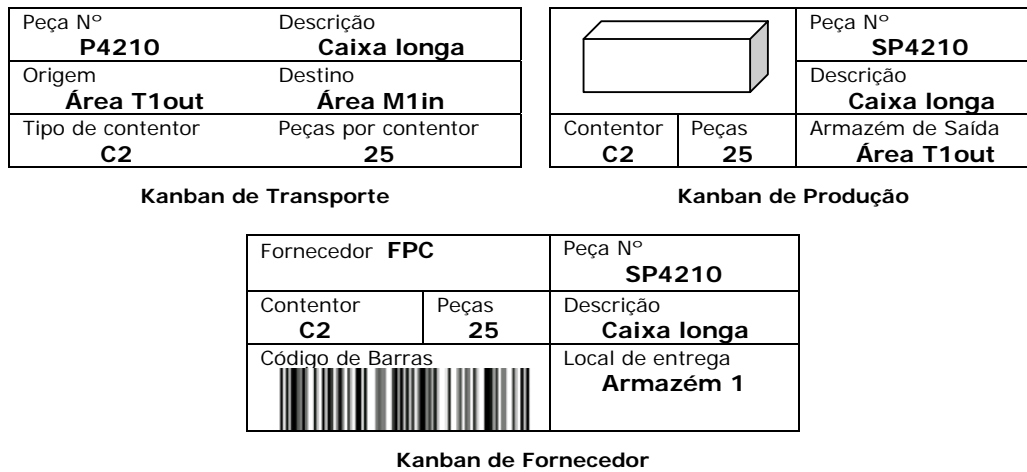 Peça Nº Descrição
P4210 Caixa longa
Origem Destino
Área T1out Área M1in
Tipo de contentor Peças por contentor
C2 25
Kanban de Transporte
Peça Nº
SP4210
Descrição
Caixa longa
Contentor Peças Armazém de Saída
C2 25 Área T1out
Kanban de Produção
Fornecedor FPC Peça Nº
SP4210
Contentor Peças Descrição
C2 25 Caixa longa
Código de Barras Local de entrega
Armazém 1
Kanban de Fornecedor